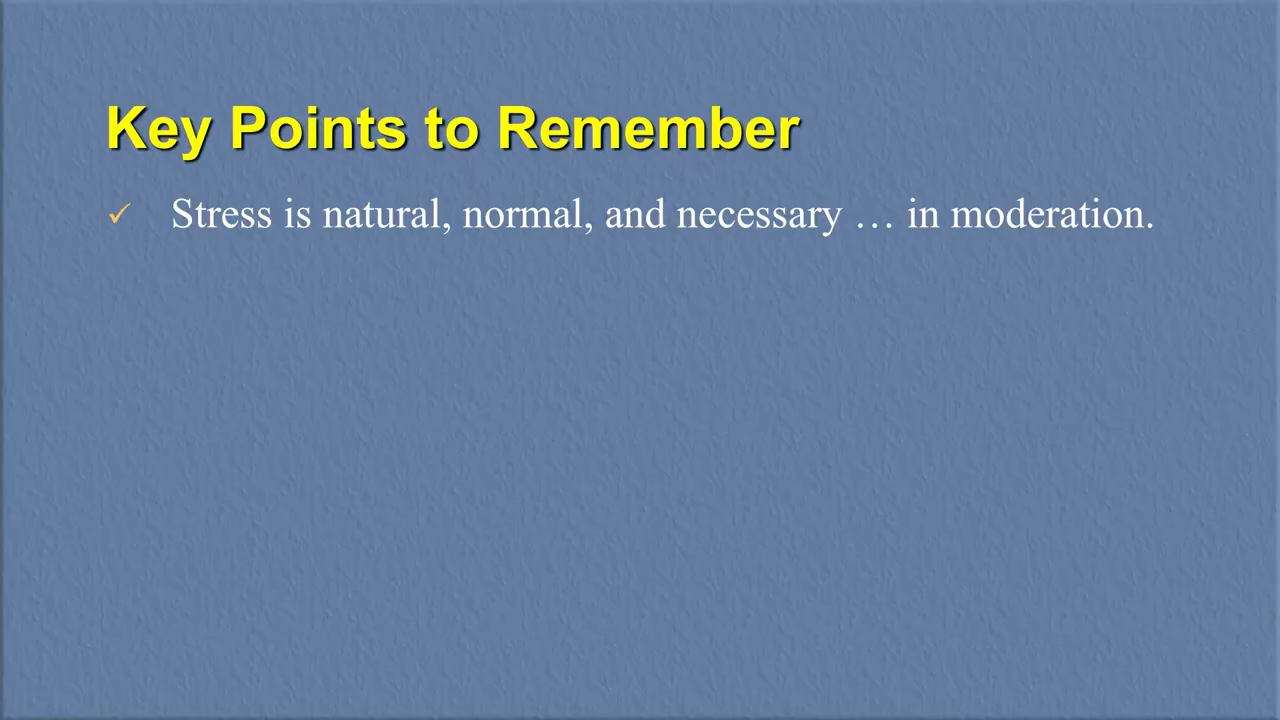 Key Points to Remember
✓ Stress is natural, normal, and necessary … in moderation.